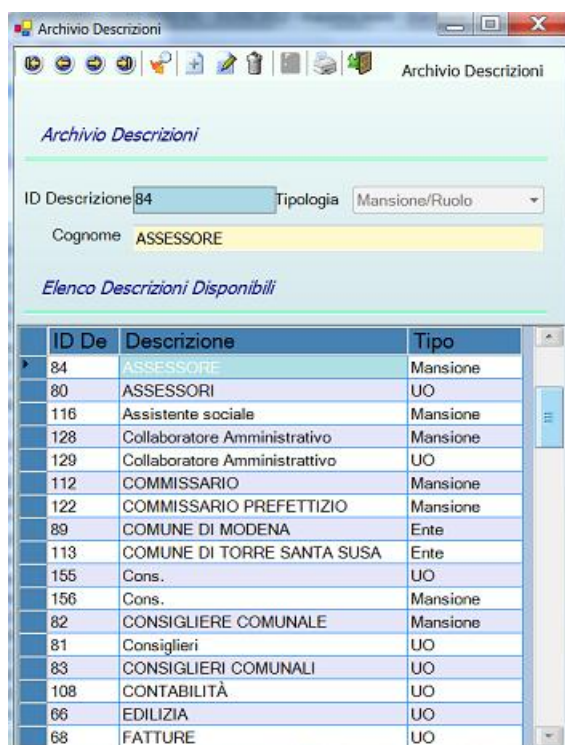 Archivio Descrizioni
Archivio Descrizioni
Archivio Descrizioni
ID Descrizione 84 Tipologia Mansione/Ruolo
Cognome ASSESSORE
Elenco Descrizioni Disponibili
ID De Descrizione Tipo
84 ASSESSORE Mansione
80 ASSESSORI UO
116 Assistente sociale Mansione
128 Collaboratore Amministrativo Mansione
129 Collaboratore Amministrattivo UO
112 COMMISSARIO Mansione
122 COMMISSARIO PREFETTIZIO Mansione
89 COMUNE DI MODENA Ente
113 COMUNE DI TORRE SANTA SUSA Ente
155 Cons. UO
156 Cons. Mansione
82 CONSIGLIERE COMUNALE Mansione
81 Consiglieri UO
83 CONSIGLIERI COMUNALI UO
108 CONTABILITÀ UO
66 EDILIZIA UO
68 FATTURE UO